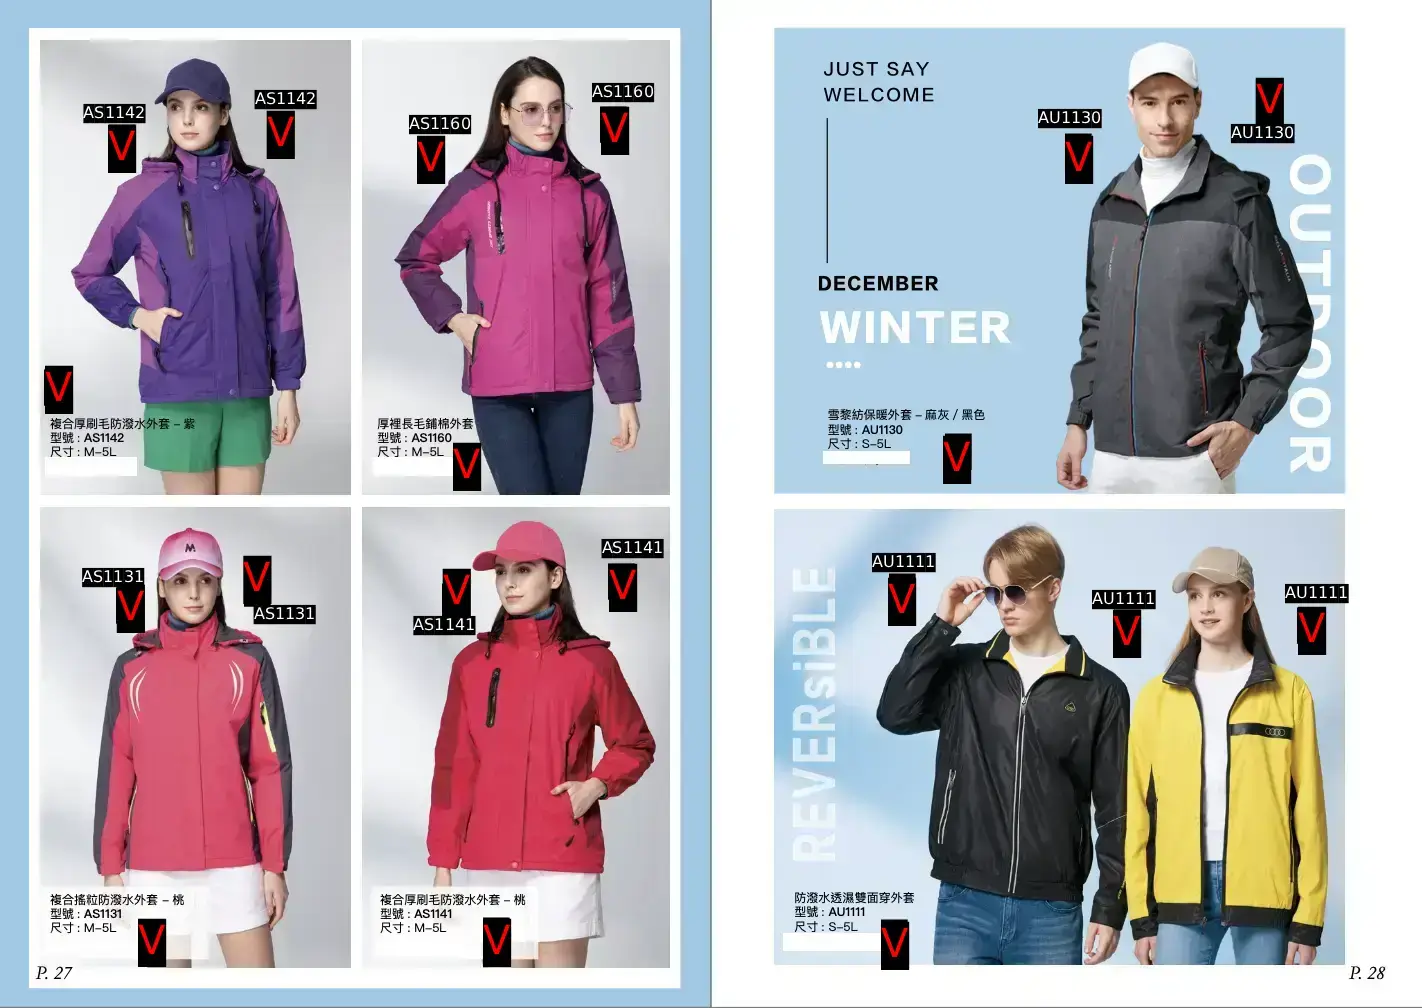 AS1142
V
AS1142
V
V
複合厚刷毛防潑水外套 – 紫
型號 : AS1142
尺寸 : M–5L
AS1160
V
AS1160
V
厚裡長毛鋪棉外套
型號 : AS1160
尺寸 : M–5L
V
AS1131
V
V
AS1131
M
複合搖粒防潑水外套 – 桃
型號 : AS1131
尺寸 : M–5L
V
V
AS1141
AS1141
V
複合厚刷毛防潑水外套 – 桃
型號 : AS1141
尺寸 : M–5L
V
P. 27
JUST SAY
WELCOME
DECEMBER
WINTER
AU1130
V
V
AU1130
OUTDOOR
雪黎紡保暖外套 – 麻灰 / 黑色
型號 : AU1130
尺寸 : S–5L
V
REVERSiBLE
AU1111
V
AU1111
V
AU1111
V
防潑水透濕雙面穿外套
型號 : AU1111
尺寸 : S–5L
V
P. 28